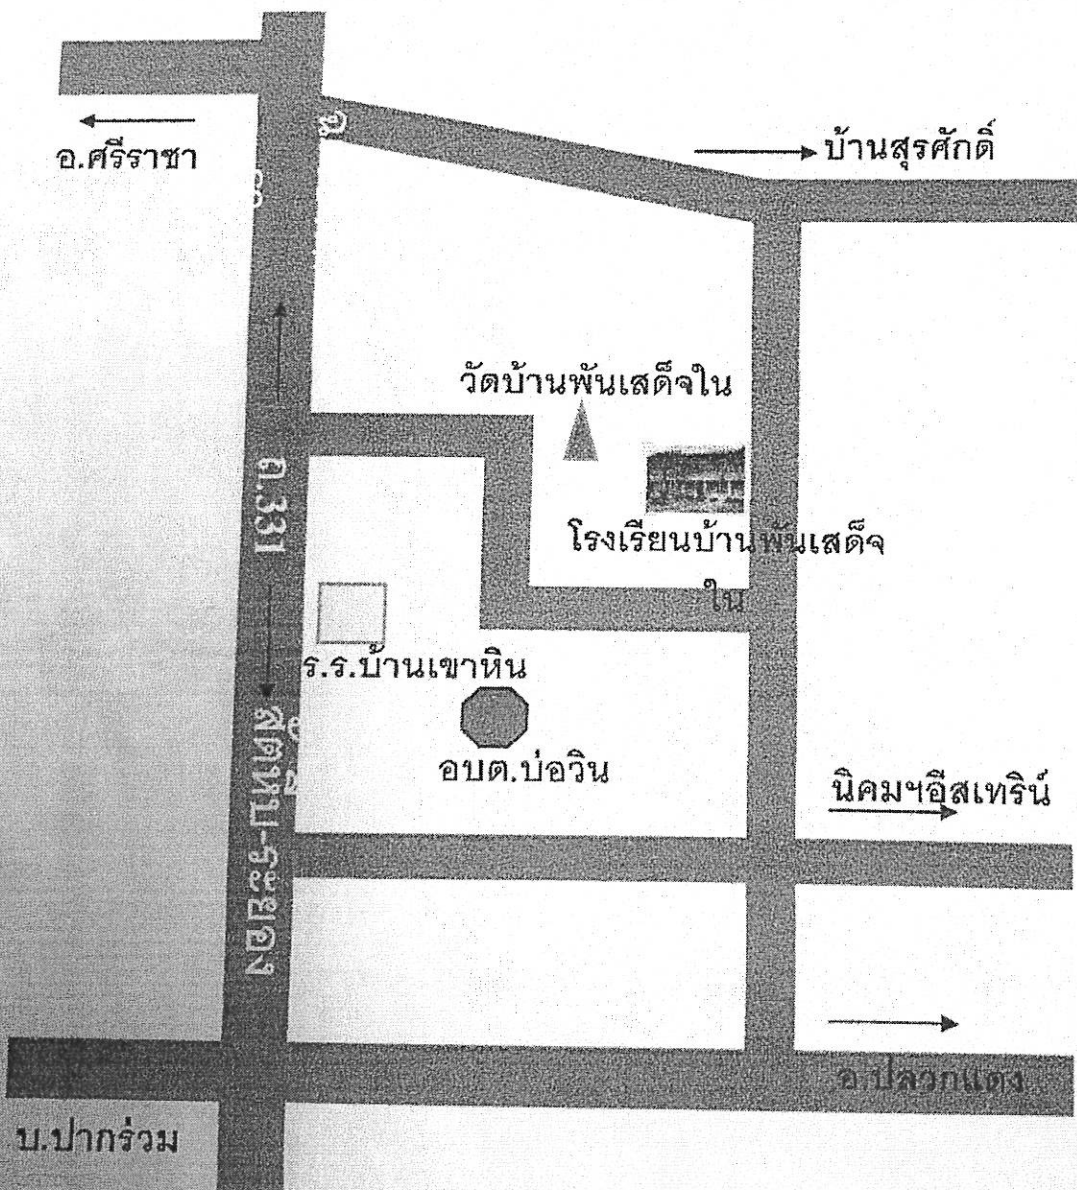 อ.ศรีราชา
บ้านสุรศักดิ์
วัดบ้านพันเสด็จใน
ถ.331
โรงเรียนบ้านพันเสด็จ
ใน
ร.ร.บ้านเขาหิน
อบต.บ่อวิน
สัตหีบ-ระยอง
นิคมฯอีสเทริน์
อ.ปลวกแดง
บ.ปากร่วม